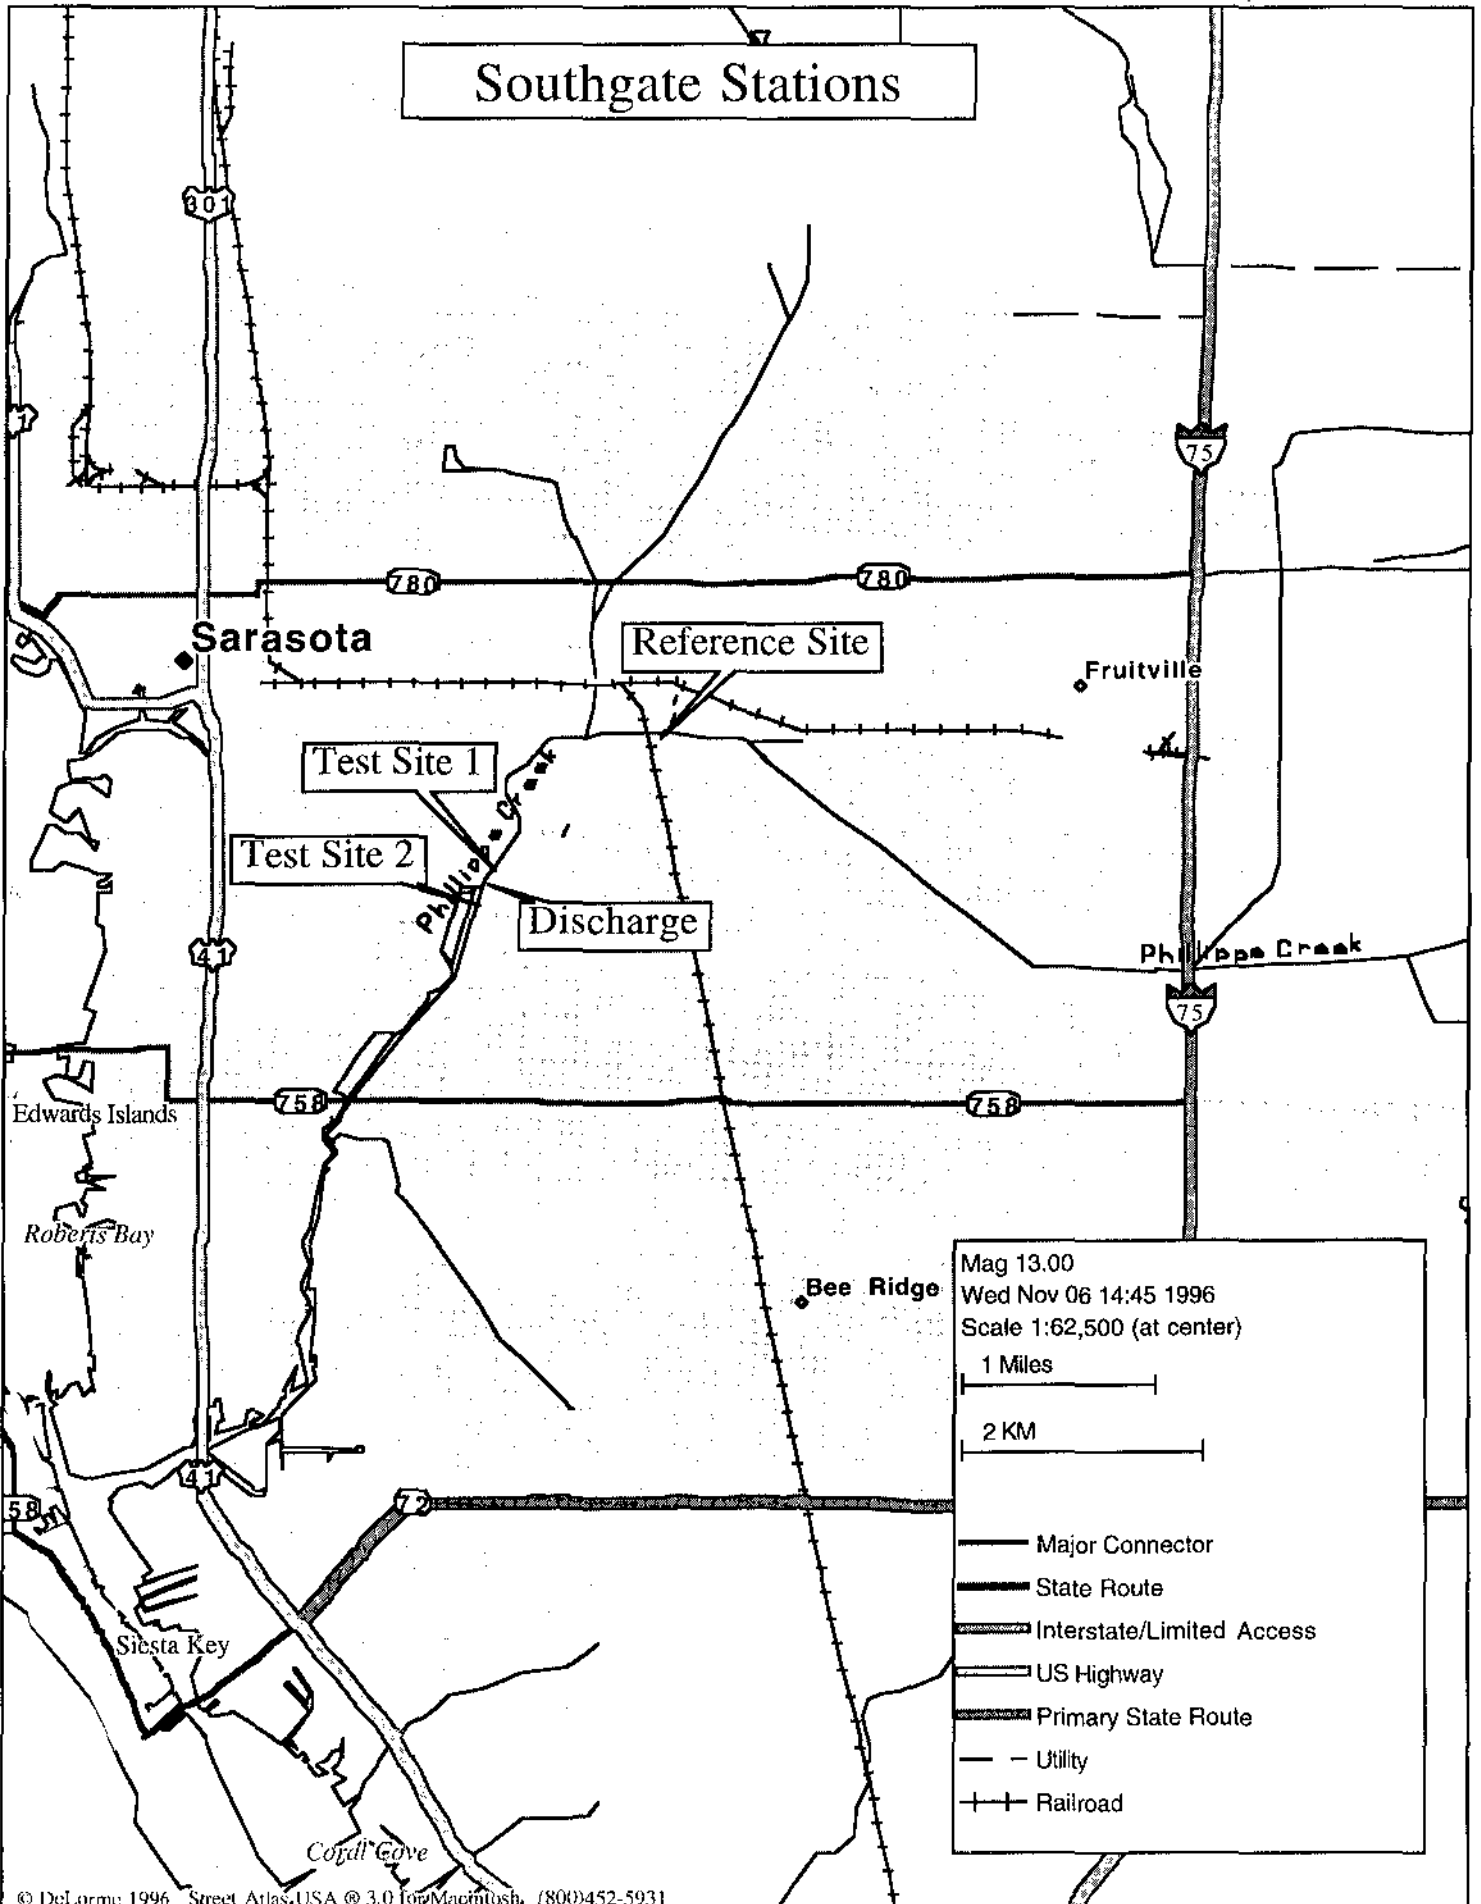 Southgate Stations
301
1
75
780
780
Sarasota
Reference Site
Fruitville
Test Site 1
Test Site 2
Discharge
Phillippe Creek
41
Phillippe Creek
75
758
758
Edwards Islands
Roberts Bay
Bee Ridge
Mag 13.00
Wed Nov 06 14:45 1996
Scale 1:62,500 (at center)
1 Miles
2 KM
41
72
58
Major Connector
State Route
Interstate/Limited Access
US Highway
Primary State Route
Utility
Railroad
Siesta Key
Coral Cove
© DeLorme 1996 Street Atlas USA ® 3.0 for Macintosh, (800)452-5931